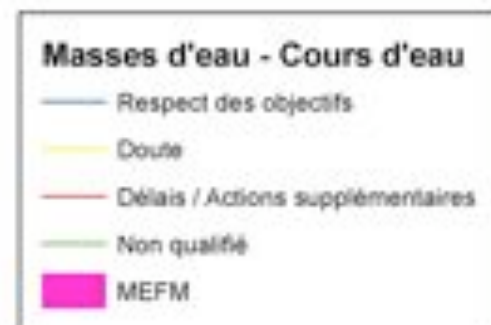 Masses d'eau - Cours d'eau
Respect des objectifs
Doute
Délais / Actions supplémentaires
Non qualifié
MEFM